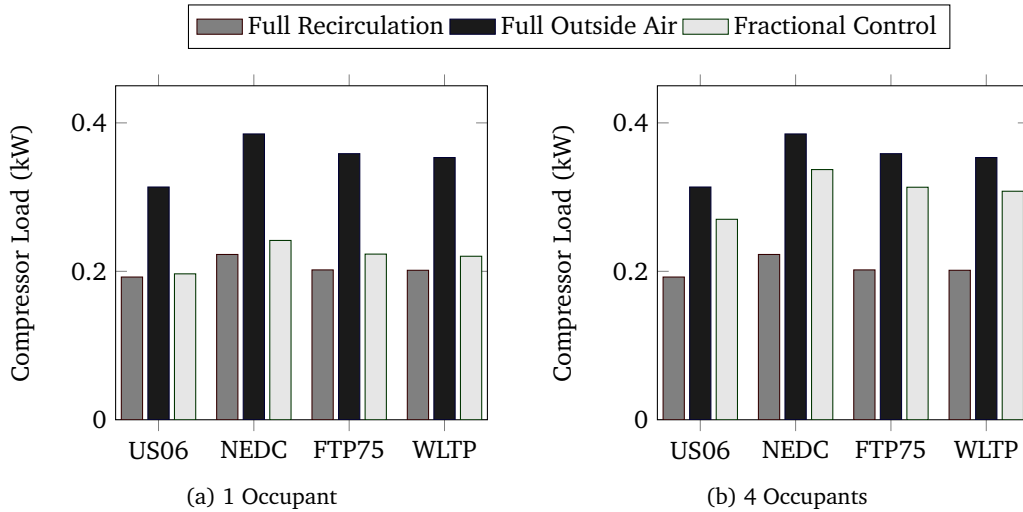 Full Recirculation Full Outside Air Fractional Control
Compressor Load (kW)
0.4
0.2
0
US06 NEDC FTP75 WLTP
(a) 1 Occupant
Compressor Load (kW)
0.4
0.2
0
US06 NEDC FTP75 WLTP
(b) 4 Occupants